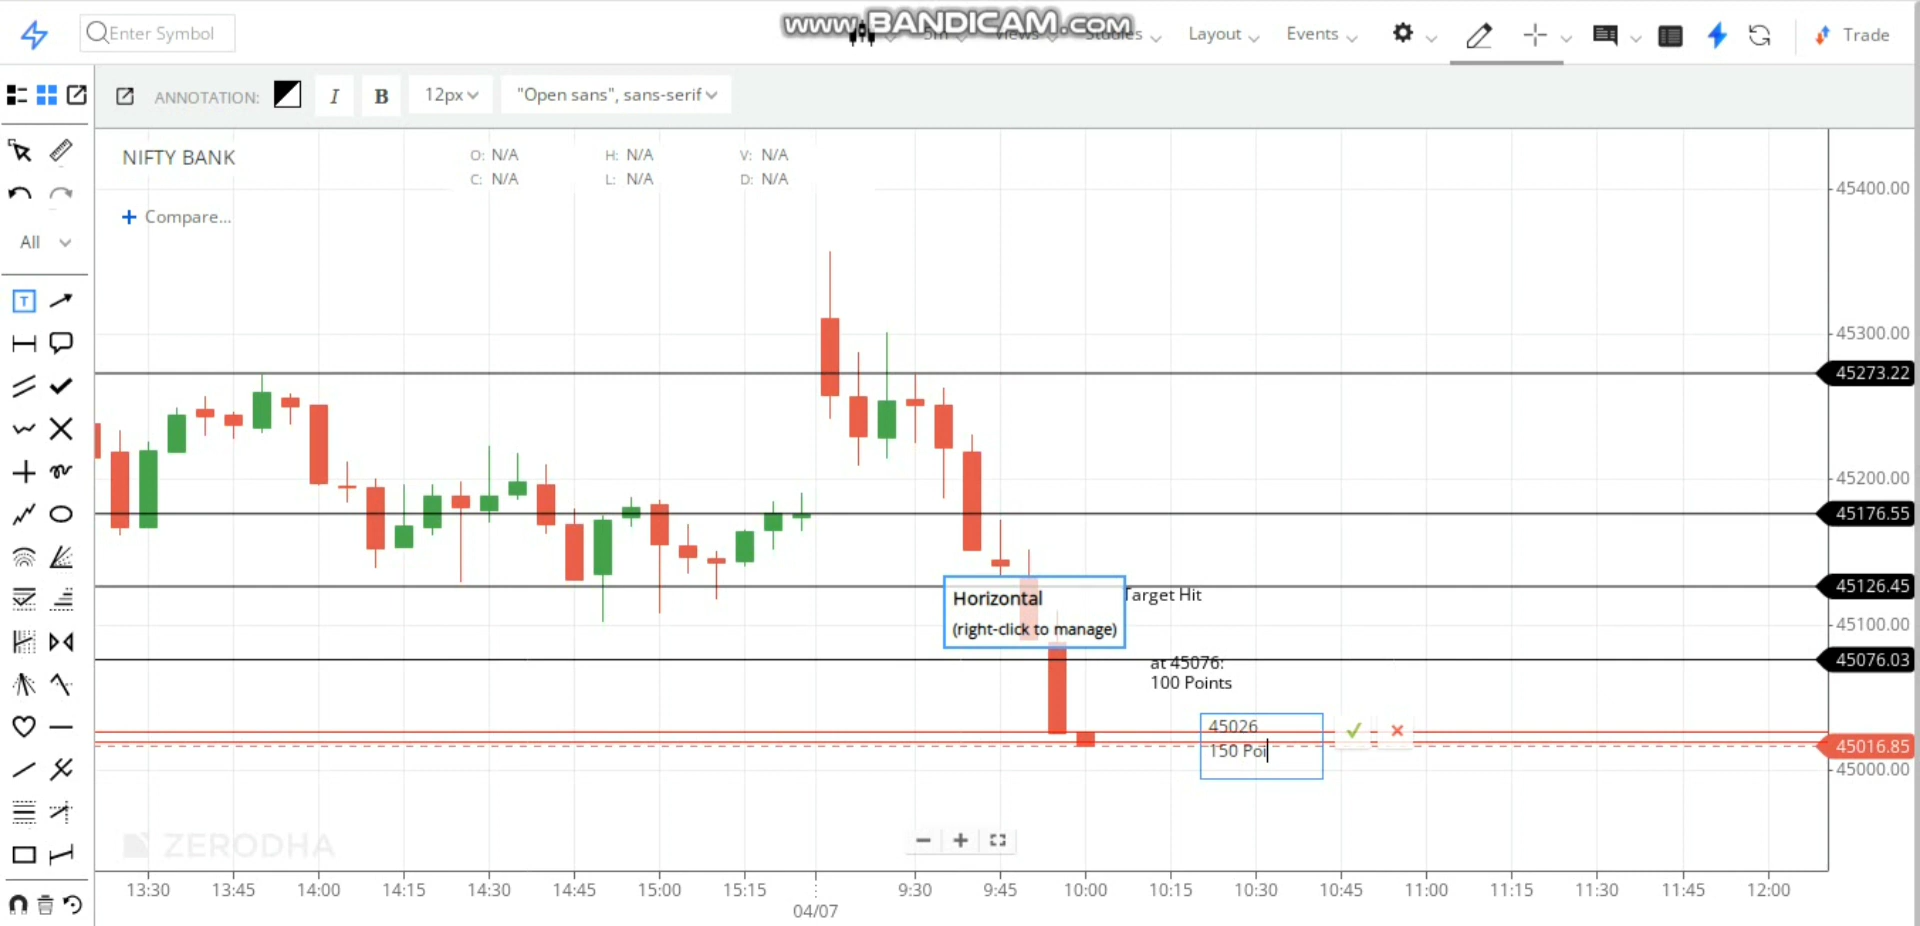 www.BANDICAM.com
Enter Symbol
5m
Views
Studies
Layout
Events
Trade
ANNOTATION:
I
B
12px
"Open sans", sans-serif
NIFTY BANK
O: N/A
H: N/A
V: N/A
C: N/A
L: N/A
D: N/A
+ Compare...
All
T
45400.00
45300.00
45273.22
45200.00
45176.55
45126.45
Horizontal
(right-click to manage)
Target Hit
45100.00
at 45076:
100 Points
45076.03
45026
150 Poi
45016.85
45000.00
ZERODHA
13:30
13:45
14:00
14:15
14:30
14:45
15:00
15:15
9:30
9:45
10:00
10:15
10:30
10:45
11:00
11:15
11:30
11:45
12:00
04/07